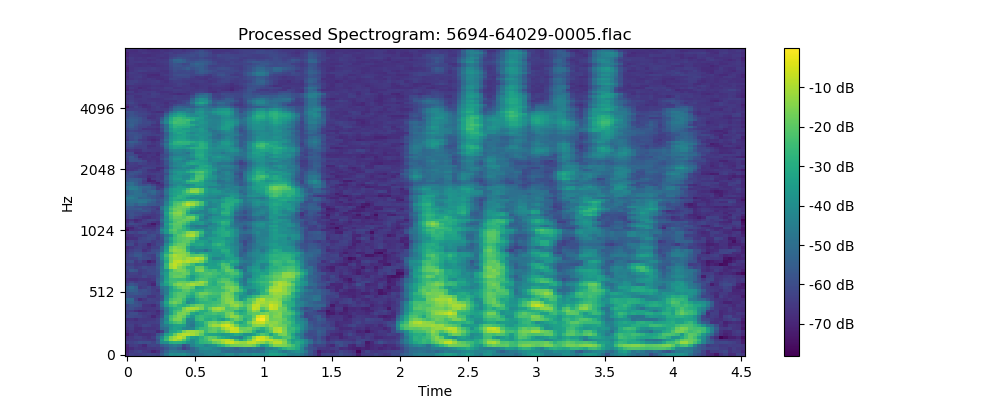 Processed Spectrogram: 5694-64029-0005.flac
4096
2048
1024
512
0
Hz
0 0.5 1 1.5 2 2.5 3 3.5 4 4.5
Time
-10 dB
-20 dB
-30 dB
-40 dB
-50 dB
-60 dB
-70 dB